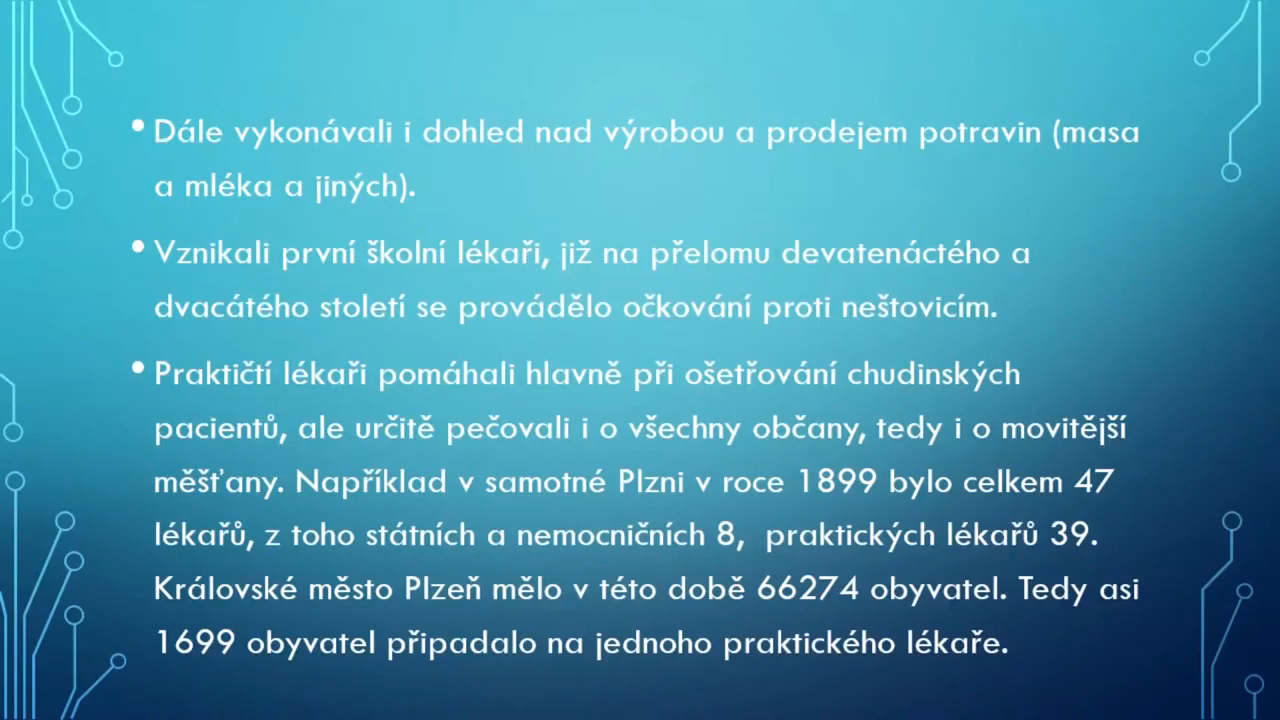 • Dále vykonávali i dohled nad výrobou a prodejem potravin (masa
a mléka a jiných).
• Vznikali první školní lékaři, již na přelomu devatenáctého a
dvacátého století se provádělo očkování proti neštovicím.
• Praktičtí lékaři pomáhali hlavně při ošetřování chudinských
pacientů, ale určitě pečovali i o všechny občany, tedy i o movitější
měšťany. Například v samotné Plzni v roce 1899 bylo celkem 47
lékařů, z toho státních a nemocničních 8,  praktických lékařů 39.
Královské město Plzeň mělo v této době 66274 obyvatel. Tedy asi
1699 obyvatel připadalo na jednoho praktického lékaře.